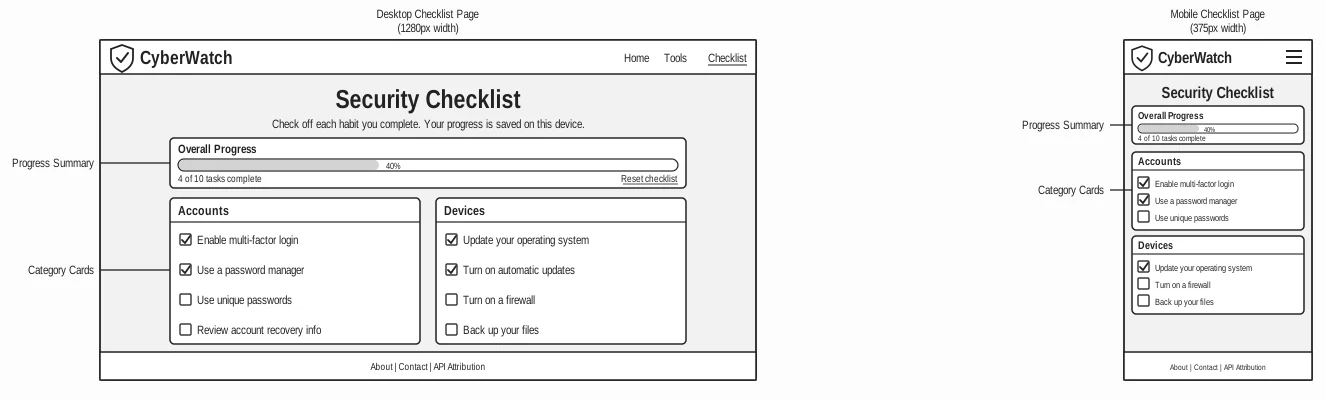 Desktop Checklist Page
(1280px width)
CyberWatch
Home Tools Checklist
Security Checklist
Check off each habit you complete. Your progress is saved on this device.
Progress Summary
Overall Progress
40%
4 of 10 tasks complete
Reset checklist
Category Cards
Accounts
Enable multi-factor login
Use a password manager
Use unique passwords
Review account recovery info
Devices
Update your operating system
Turn on automatic updates
Turn on a firewall
Back up your files
About | Contact | API Attribution
Mobile Checklist Page
(375px width)
CyberWatch
Security Checklist
Progress Summary
Overall Progress
40%
4 of 10 tasks complete
Category Cards
Accounts
Enable multi-factor login
Use a password manager
Use unique passwords
Devices
Update your operating system
Turn on a firewall
Back up your files
About | Contact | API Attribution